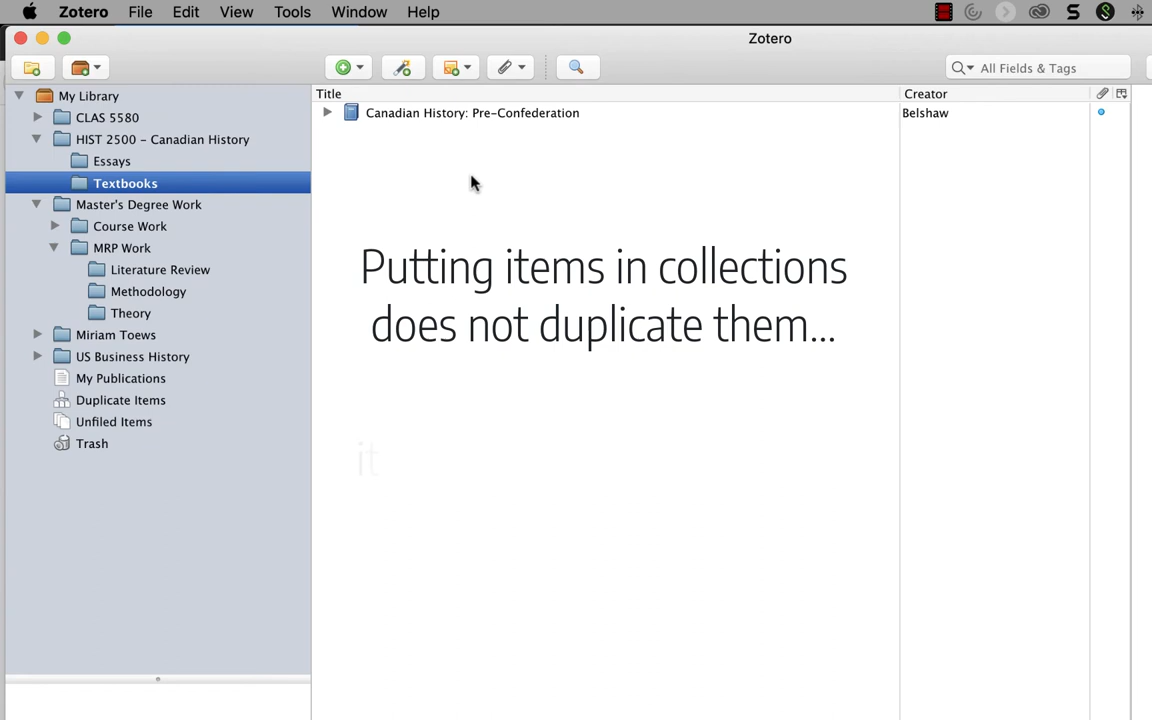 Zotero File Edit View Tools Window Help
Zotero
All Fields & Tags
My Library
CLAS 5580
HIST 2500 - Canadian History
Essays
Textbooks
Master's Degree Work
Course Work
MRP Work
Literature Review
Methodology
Theory
Miriam Toews
US Business History
My Publications
Duplicate Items
Unfiled Items
Trash
Title Creator
Canadian History: Pre-Confederation Belshaw
Putting items in collections
does not duplicate them...
it